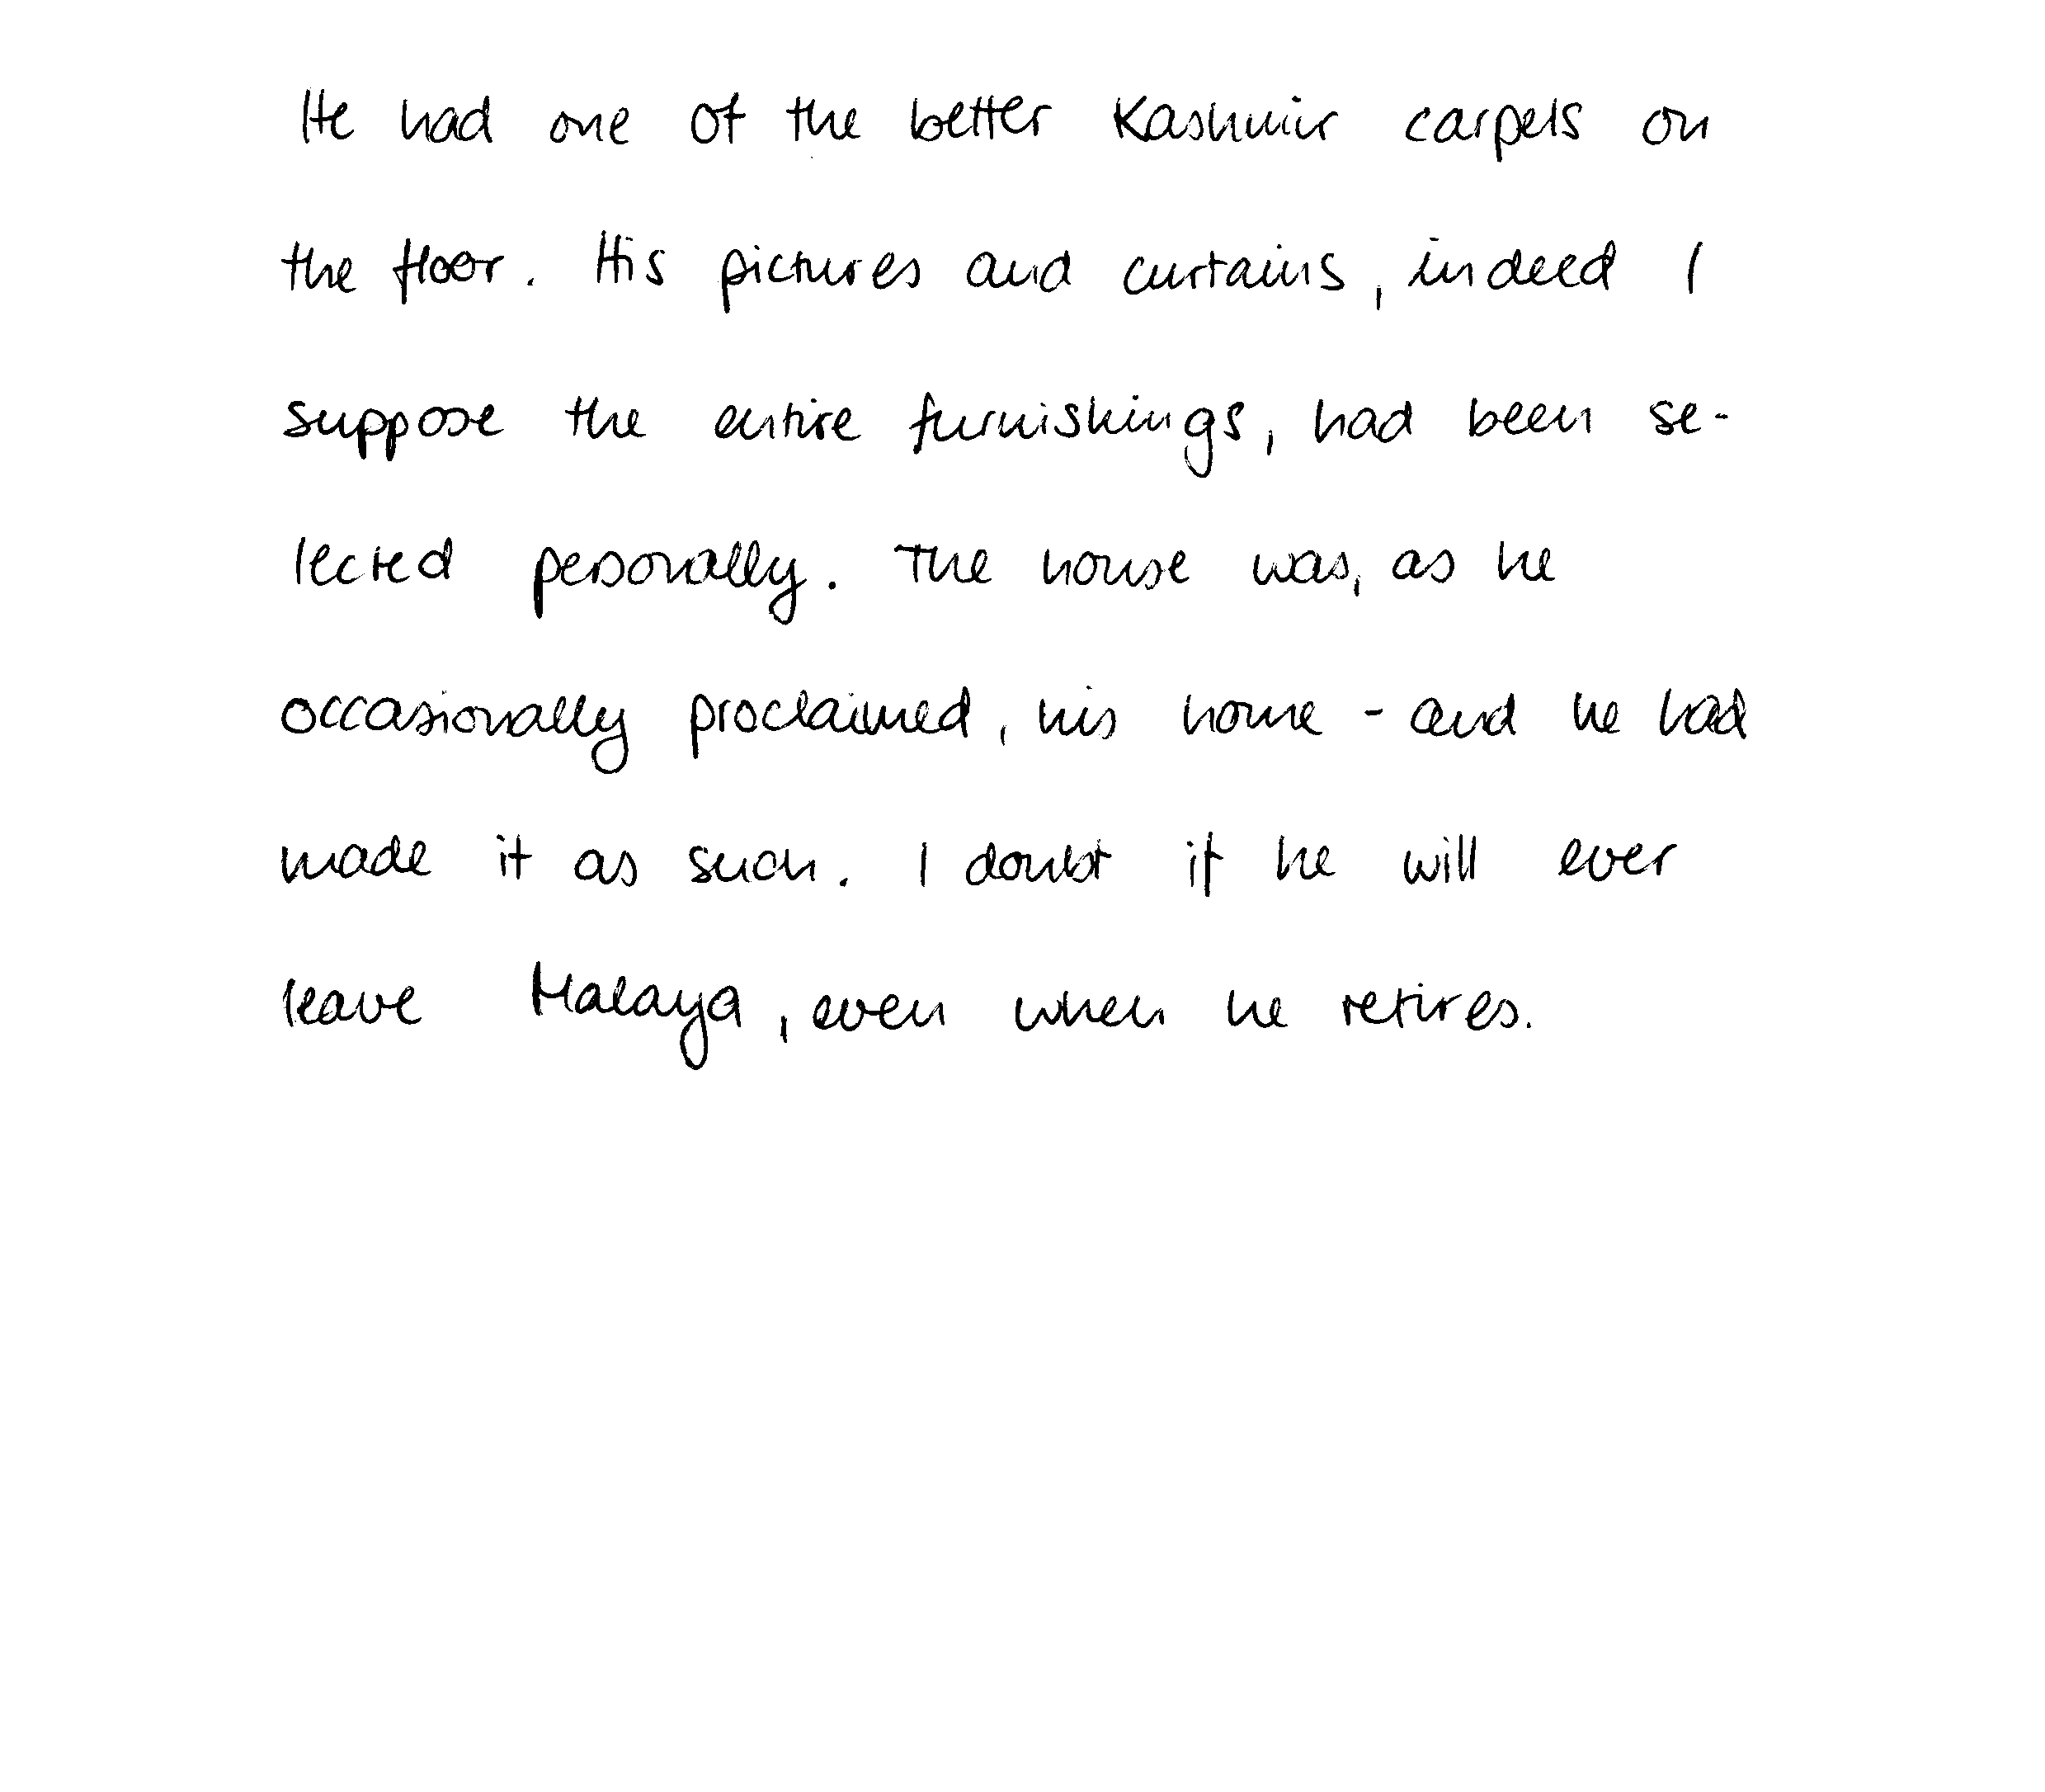 He had one of the better Kashmir carpets on
the floor. His pictures and curtains, indeed I
suppose the entire furnishings, had been se-
lected personally. The house was, as he
occasionally proclaimed, his home - and he had
made it as such. I doubt if he will ever
leave Malaya, even when he retires.